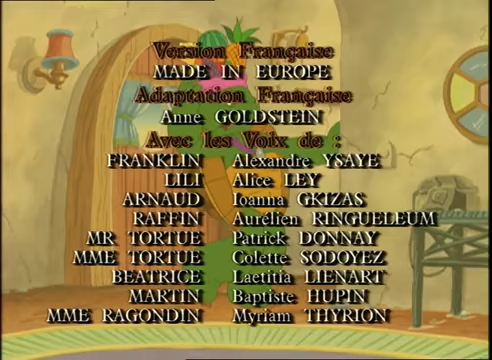 Version Française
MADE IN EUROPE
Adaptation Française
Anne GOLDSTEIN
Avec les Voix de :
FRANKLIN Alexandre YSAYE
LILI Alice LEY
ARNAUD Ioanna GKIZAS
RAFFIN Aurélien RINGUELEUM
MR TORTUE Patrick DONNAY
MME TORTUE Colette SODOYEZ
BEATRICE Laetitia LIENART
MARTIN Baptiste HUPIN
MME RAGONDIN Myriam THYRION